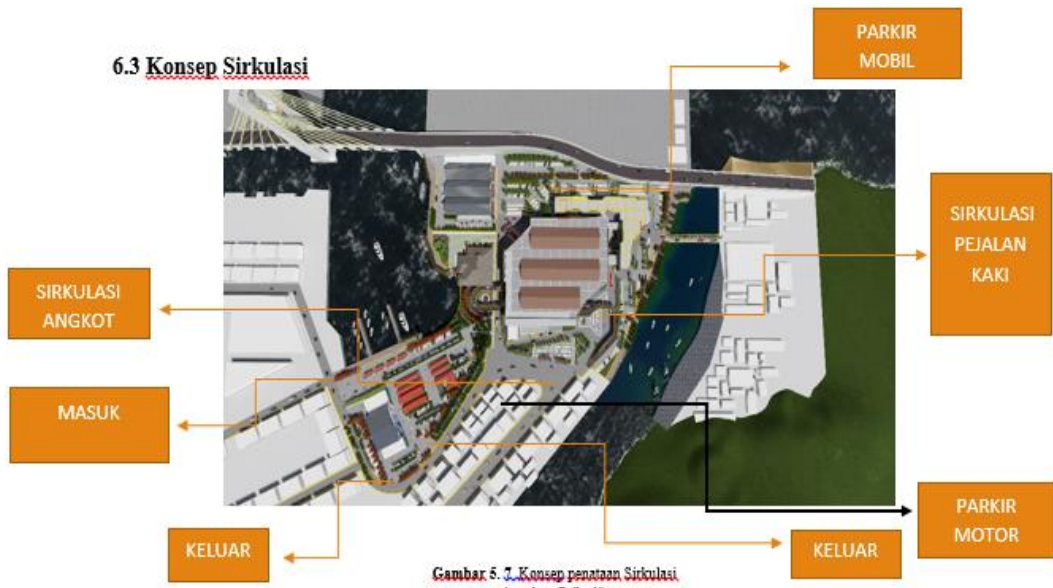 PARKIR
MOBIL
6.3 Konsep Sirkulasi
SIRKULASI
PEJALAN
KAKI
SIRKULASI
ANGKOT
MASUK
PARKIR
MOTOR
KELUAR
KELUAR
Gambar 5. 7. Konsep penataan Sirkulasi